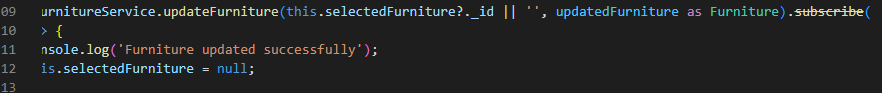 09 urnitureService.updateFurniture(this.selectedFurniture?._id || '', updatedFurniture as Furniture).subscribe(
10 > {
11 nsole.log('Furniture updated successfully');
12 is.selectedFurniture = null;
13